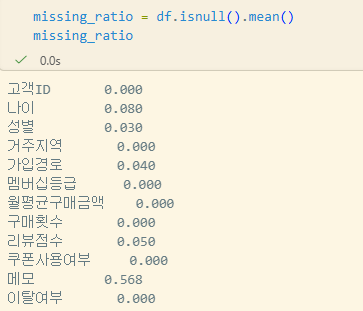 missing_ratio = df.isnull().mean()
missing_ratio
✓ 0.0s
고객ID 0.000
나이 0.080
성별 0.030
거주지역 0.000
가입경로 0.040
멤버십등급 0.000
월평균구매금액 0.000
구매횟수 0.000
리뷰점수 0.050
쿠폰사용여부 0.000
메모 0.568
이탈여부 0.000